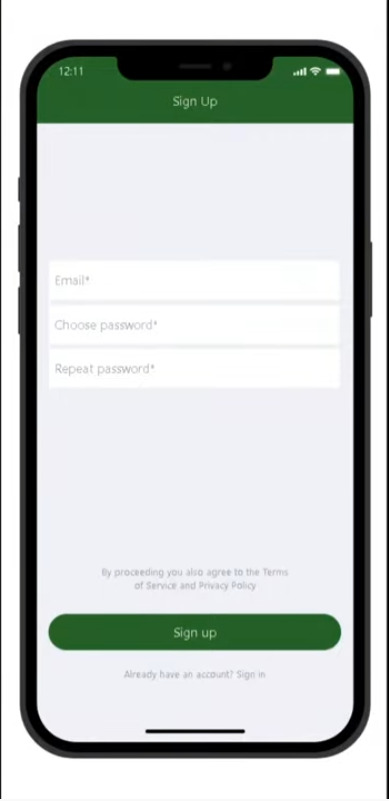 12:11
Sign Up
Email*
Choose password*
Repeat password*
By proceeding you also agree to the Terms
of Service and Privacy Policy
Sign up
Already have an account? Sign in